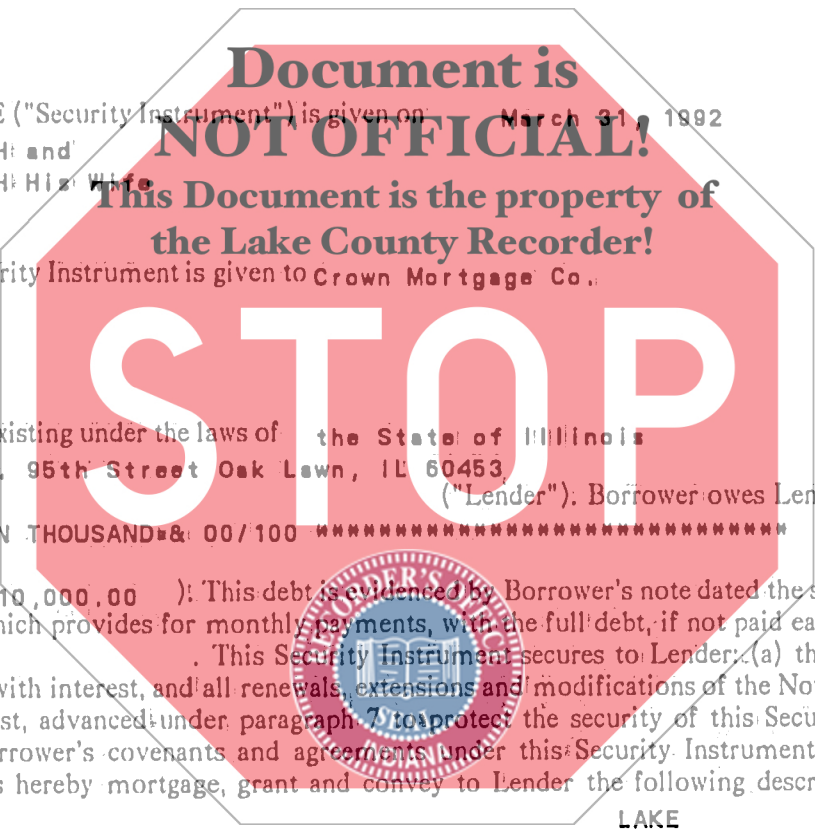 Document is
E ("Security Instrument") is given on March 31, 1992
NOT OFFICIAL!
H and
H His Wife
This Document is the property of
the Lake County Recorder!
rity Instrument is given to Crown Mortgage Co.
STOP
xisting under the laws of the State of Illinois
. 95th Street Oak Lawn, IL 60453
("Lender"). Borrower owes Len
N THOUSAND & 00/100 ******************************************
10,000.00 ). This debt is evidenced by Borrower's note dated the s
hich provides for monthly payments, with the full debt, if not paid ea
. This Security Instrument secures to Lender: (a) th
with interest, and all renewals, extensions and modifications of the No
st, advanced under paragraph 7 to protect the security of this Secu
rrower's covenants and agreements under this Security Instrument
s hereby mortgage, grant and convey to Lender the following descr
LAKE
RECORDER'S
SEAL
INDIANA